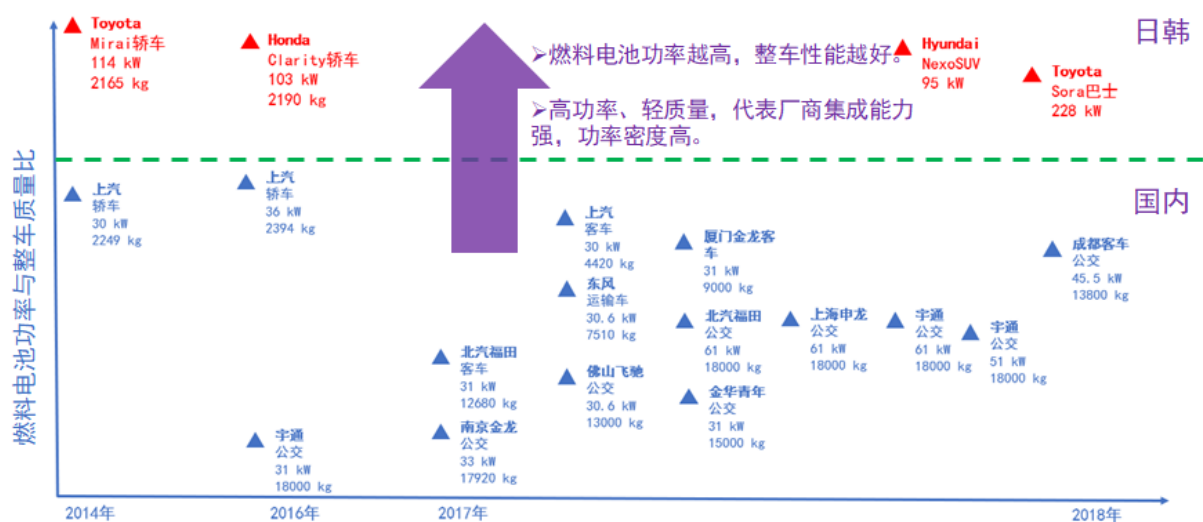 日韩
Toyota
Mirai轿车
114 kW
2165 kg
Honda
Clarity轿车
103 kW
2190 kg
➢燃料电池功率越高，整车性能越好。
➢高功率、轻质量，代表厂商集成能力
强，功率密度高。
Hyundai
NexoSUV
95 kW
Toyota
Sora巴士
228 kW
国内
燃料电池功率与整车质量比
上汽
轿车
30 kW
2249 kg
上汽
轿车
36 kW
2394 kg
宇通
公交
31 kW
18000 kg
北汽福田
客车
31 kW
12680 kg
南京金龙
公交
33 kW
17920 kg
上汽
客车
30 kW
4420 kg
东风
运输车
30.6 kW
7510 kg
佛山飞驰
公交
30.6 kW
13000 kg
厦门金龙客
车
31 kW
9000 kg
北汽福田
公交
61 kW
18000 kg
金华青年
公交
31 kW
15000 kg
上海申龙
公交
61 kW
18000 kg
宇通
公交
61 kW
18000 kg
宇通
公交
51 kW
18000 kg
成都客车
公交
45.5 kW
13800 kg
2014年
2016年
2017年
2018年